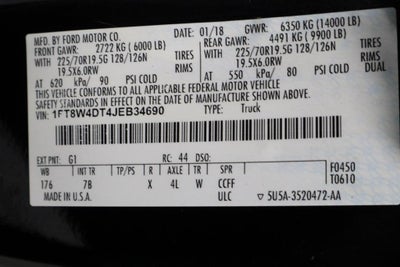 MFD. BY FORD MOTOR CO. 01/18 GVWR: 6350 KG (14000 LB)
FRONT GAWR: 2722 KG (6000 LB) REAR GAWR: 4491 KG (9900 LB)
WITH 225/70R19.5G 128/126N TIRES WITH 225/70R19.5G 128/126N TIRES
19.5X6.0RW RIMS 19.5X6.0RW RIMS
AT 620 kPa/ 90 PSI COLD AT 550 kPa/ 80 PSI COLD
THIS VEHICLE CONFORMS TO ALL APPLICABLE FEDERAL MOTOR VEHICLE
SAFETY STANDARDS IN EFFECT ON THE DATE OF MANUFACTURE SHOWN ABOVE.
VIN: 1FT8W4DT4JEB34690 TYPE: Truck
EXT PNT: G1 RC: 44 DSO:
WB INT TR TP/PS R AXLE TR SPR F0450
176 78 X 4L W CCFF T0610
MADE IN U.S.A. ULC 5U5A-3520472-AA